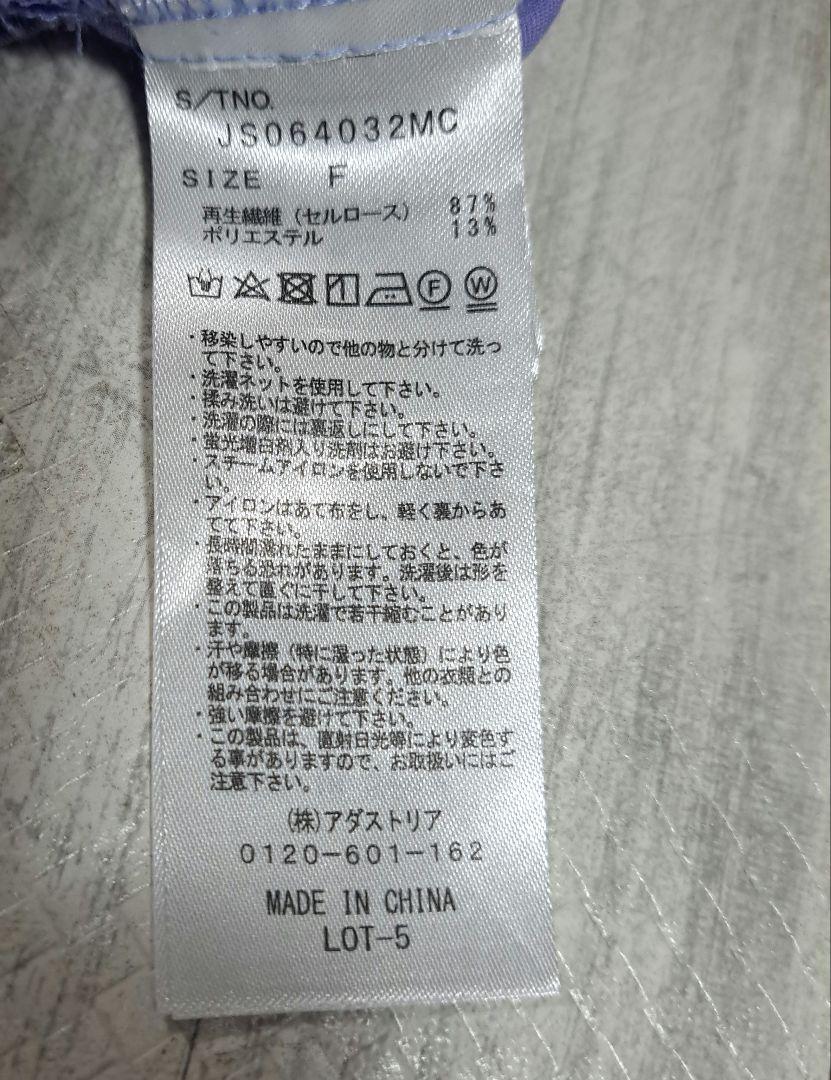 S/TNO.
JS064032MC
SIZE F
再生繊維（セルロース） 87%
ポリエステル 13%
F W
・移染しやすいので他の物と分けて洗っ
て下さい。
・洗濯ネットを使用して下さい。
・揉み洗いは避けて下さい。
・洗濯の際には裏返しにして下さい。
・蛍光増白剤入り洗剤はお避け下さい。
・スチームアイロンを使用しないで下さ
い。
・アイロンはあて布をし、軽く裏からあ
てて下さい。
・長時間濡れたままにしておくと、色が
落ちる恐れがあります。洗濯後は形を
整えて直ぐに干して下さい。
・この製品は洗濯で若干縮むことがあり
ます。
・汗や摩擦（特に湿った状態）により色
が移る場合があります。他の衣類との
組み合わせにご注意ください。
・強い摩擦を避けて下さい。
・この製品は、直射日光等により変色す
る事がありますので、お取扱いにはご
注意下さい。
(株)アダストリア
0120-601-162
MADE IN CHINA
LOT-5